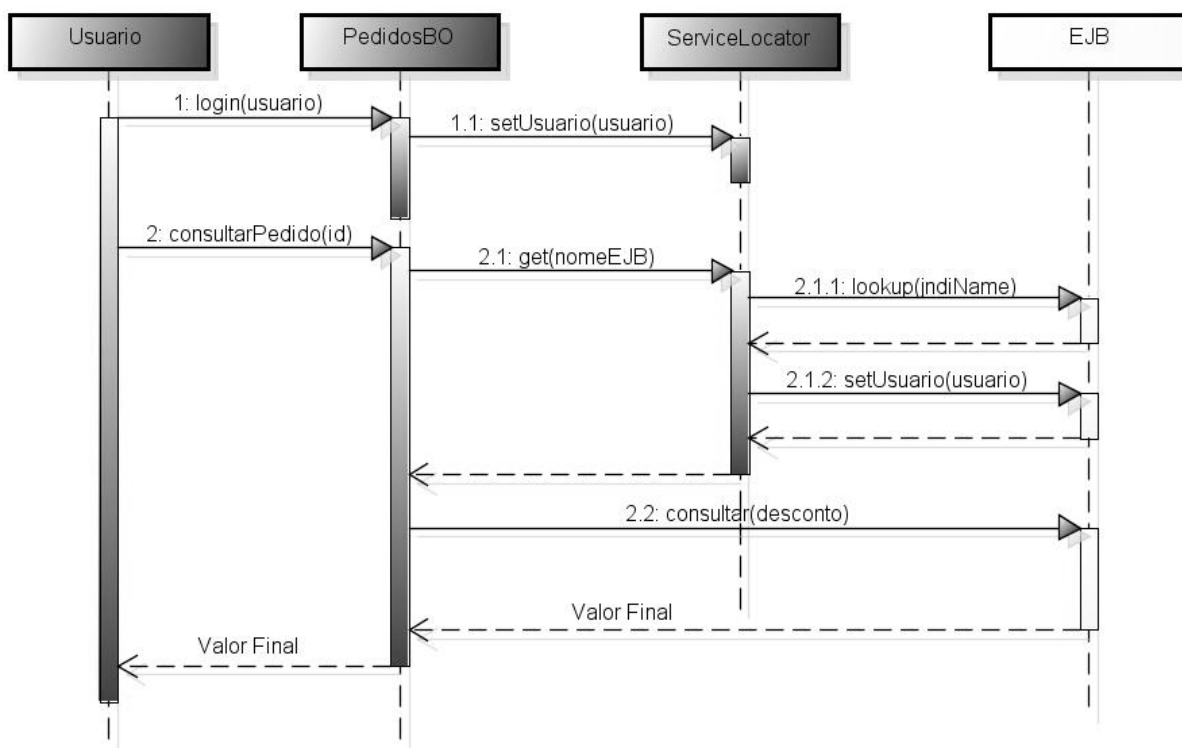 Usuario
PedidosBO
ServiceLocator
EJB
1: login(usuario)
1.1: setUsuario(usuario)
2: consultarPedido(id)
2.1: get(nomeEJB)
2.1.1: lookup(jndiName)
2.1.2: setUsuario(usuario)
2.2: consultar(desconto)
Valor Final
Valor Final